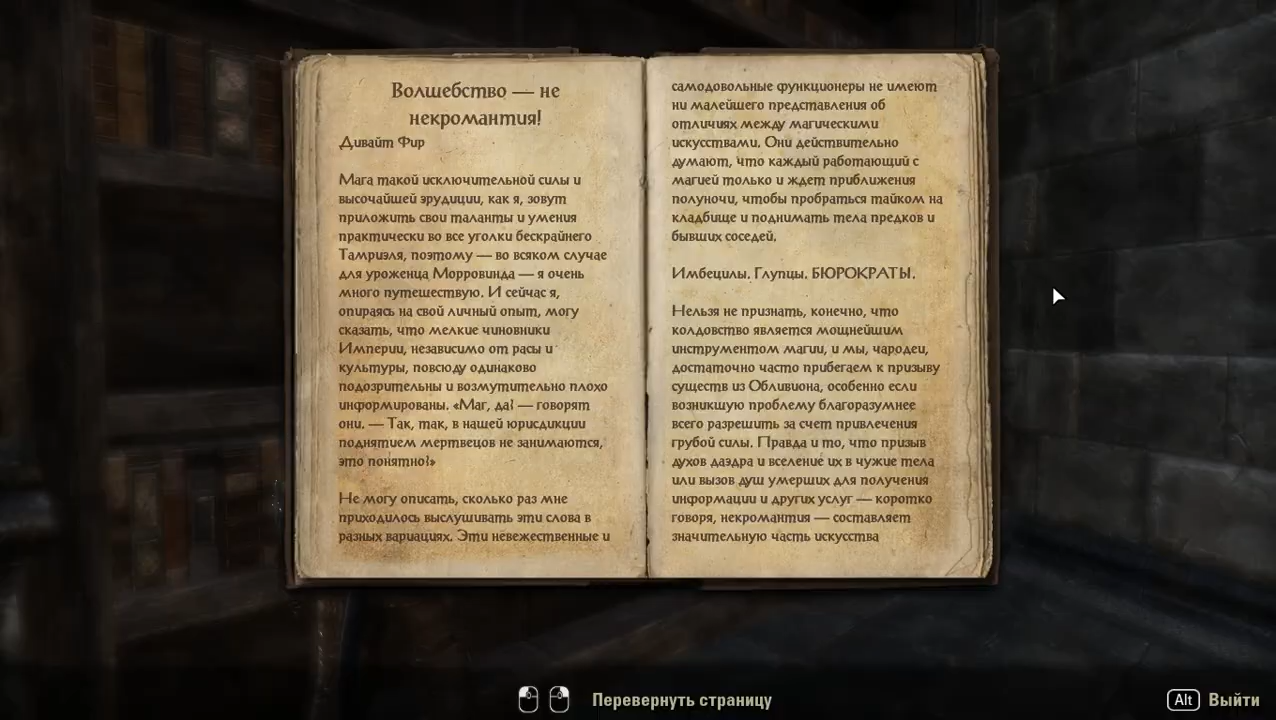 Волшебство — не
некромантия!
Дивайт Фир
Мага такой исключительной силы и
высочайшей эрудиции, как я, зовут
приложить свои таланты и умения
практически во все уголки бескрайнего
Тамриэля, поэтому — во всяком случае
для уроженца Морровинда — я очень
много путешествую. И сейчас я,
опираясь на свой личный опыт, могу
сказать, что мелкие чиновники
Империи, независимо от расы и
культуры, повсюду одинаково
подозрительны и возмутительно плохо
информированы. «Маг, да? — говорят
они. — Так, так, в нашей юрисдикции
поднятием мертвецов не занимаются,
это понятно?»
Не могу описать, сколько раз мне
приходилось выслушивать эти слова в
разных вариациях. Эти невежественные и
самодовольные функционеры не имеют
ни малейшего представления об
отличиях между магическими
искусствами. Они действительно
думают, что каждый работающий с
магией только и ждет приближения
полуночи, чтобы пробраться тайком на
кладбище и поднимать тела предков и
бывших соседей.
Имбецилы. Глупцы. БЮРОКРАТЫ.
Нельзя не признать, конечно, что
колдовство является мощнейшим
инструментом магии, и мы, чародеи,
достаточно часто прибегаем к призыву
существ из Обливиона, особенно если
возникшую проблему благоразумнее
всего разрешить за счет привлечения
грубой силы. Правда и то, что призыв
духов даэдра и вселение их в чужие тела
или вызов душ умерших для получения
информации и других услуг — коротко
говоря, некромантия — составляет
значительную часть искусства
Перевернуть страницу
Alt Выйти